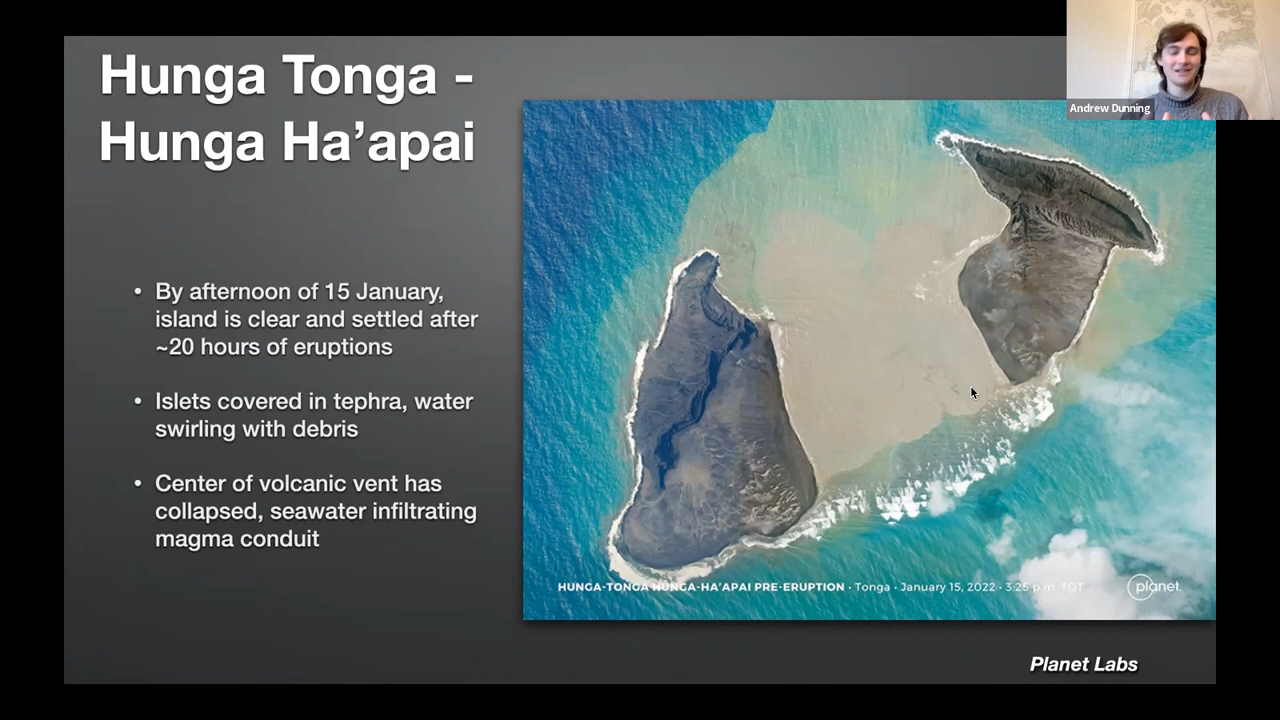 Hunga Tonga -
Hunga Ha’apai
Andrew Dunning
• By afternoon of 15 January,
island is clear and settled after
~20 hours of eruptions
• Islets covered in tephra, water
swirling with debris
• Center of volcanic vent has
collapsed, seawater infiltrating
magma conduit
HUNGA-TONGA HUNGA-HA’APAI PRE-ERUPTION • Tonga • January 15, 2022 • 3:25 p.m. TOT
planet.
Planet Labs